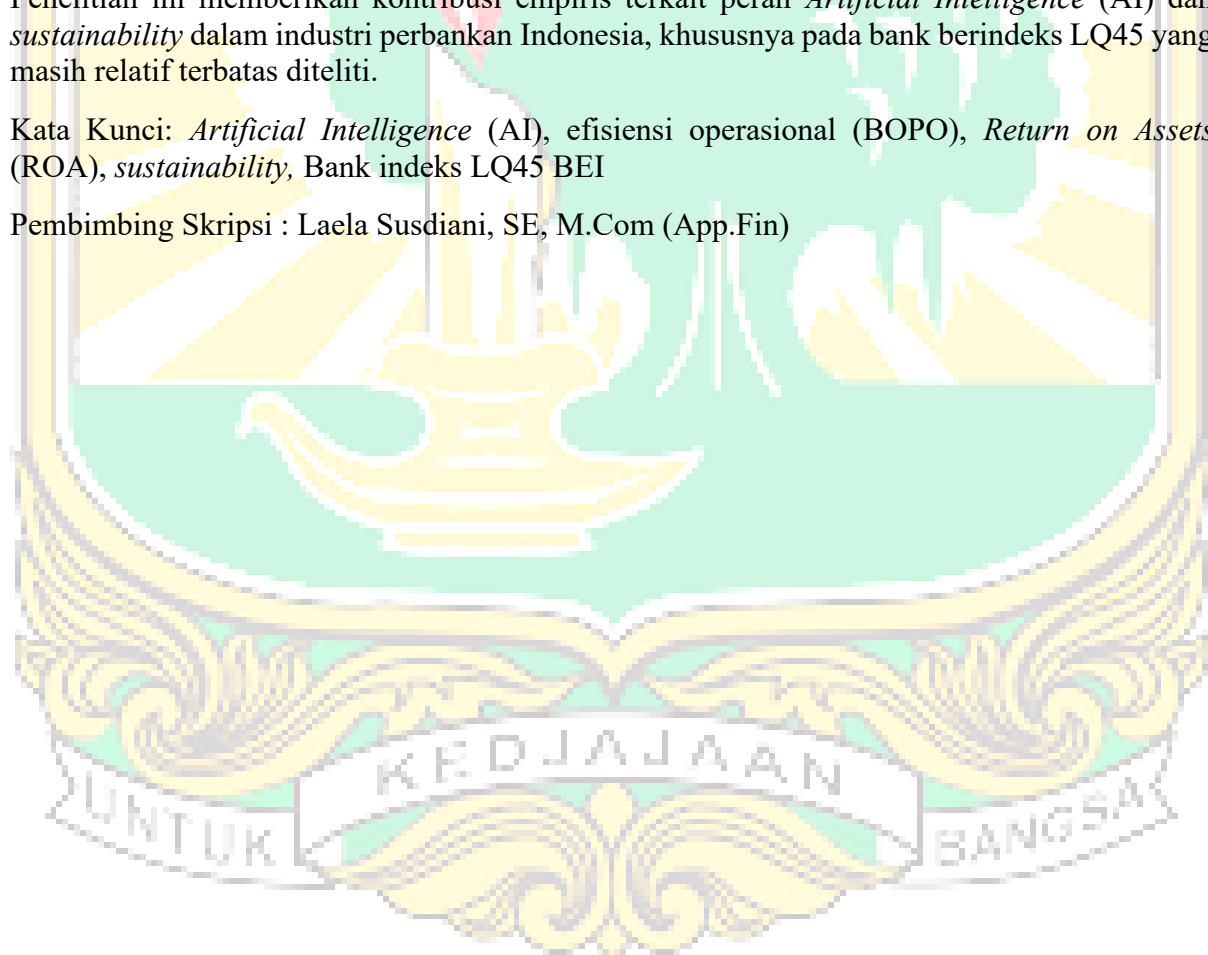 Penelitian ini memberikan kontribusi empiris terkait peran Artificial Intelligence (AI) dan
sustainability dalam industri perbankan Indonesia, khususnya pada bank berindeks LQ45 yang
masih relatif terbatas diteliti.
Kata Kunci: Artificial Intelligence (AI), efisiensi operasional (BOPO), Return on Assets
(ROA), sustainability, Bank indeks LQ45 BEI
Pembimbing Skripsi : Laela Susdiani, SE, M.Com (App.Fin)
UNTUK KEDJAJAAN BANGSA